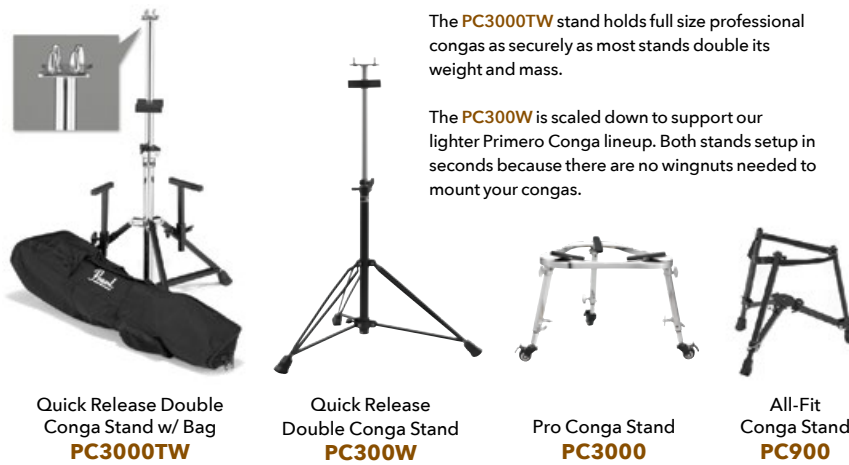 The PC3000TW stand holds full size professional
congas as securely as most stands double its
weight and mass.
The PC300W is scaled down to support our
lighter Primero Conga lineup. Both stands setup in
seconds because there are no wingnuts needed to
mount your congas.
Pearl
Quick Release Double
Conga Stand w/ Bag
PC3000TW
Quick Release
Double Conga Stand
PC300W
Pro Conga Stand
PC3000
All-Fit
Conga Stand
PC900